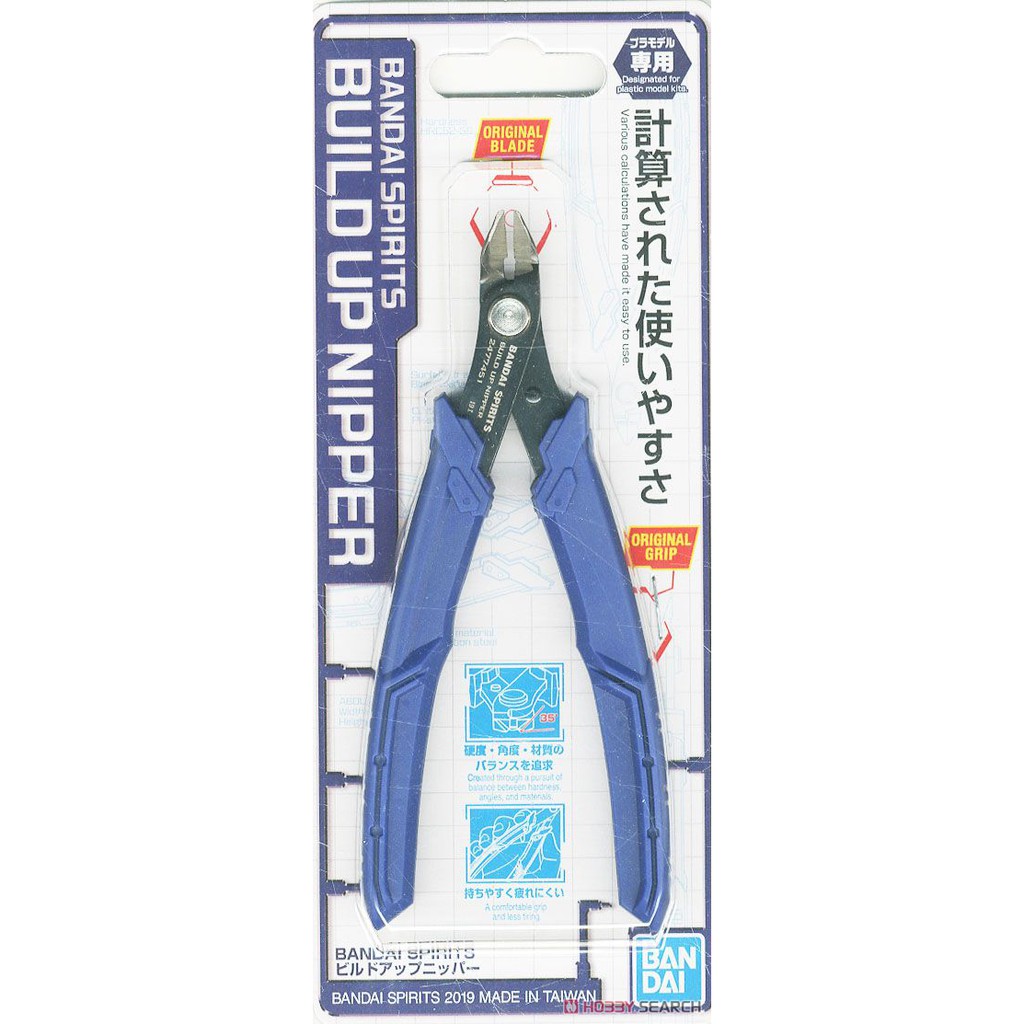 プラモデル
専用
Designated for
plastic model kits.
BANDAI SPIRITS
BUILD UP NIPPER
ORIGINAL
BLADE
計算された使いやすさ
Various calculations have made it easy to use.
BANDAI SPIRITS
BUILD UP NIPPER
2477451
ORIGINAL
GRIP
35°
硬度・角度・材質の
バランスを追求
Created through a pursuit of
balance between hardness,
angles, and materials.
持ちやすく疲れにくい
A comfortable grip
and less tiring.
BANDAI SPIRITS
ビルドアップニッパー
BANDAI SPIRITS 2019 MADE IN TAIWAN
BAN
DAI
HOBBY SEARCH